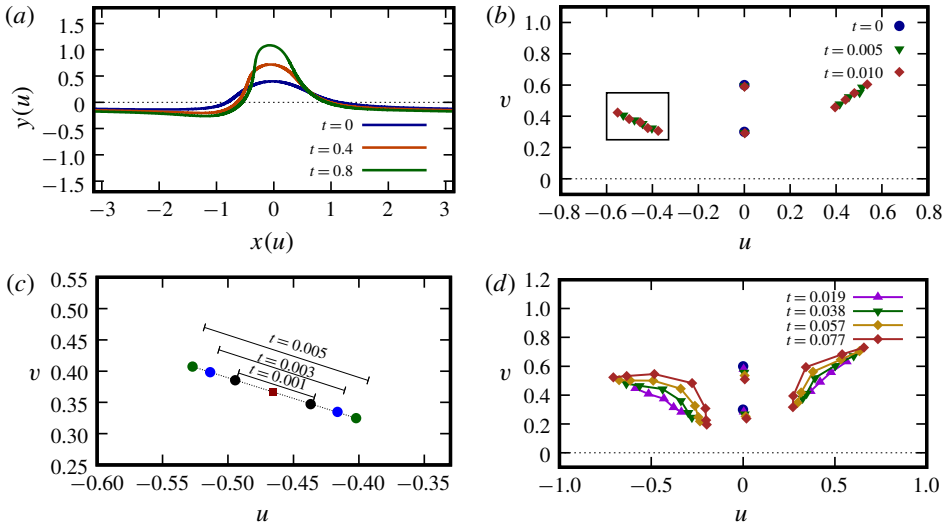 (a)
1.5
1.0
0.5
0
−0.5
−1.0
−1.5
y(u)
t = 0
t = 0.4
t = 0.8
−3 −2 −1 0 1 2 3
x(u)
(b)
1.0
0.8
0.6
0.4
0.2
0
v
t = 0
t = 0.005
t = 0.010
−0.8 −0.6 −0.4 −0.2 0 0.2 0.4 0.6 0.8
u
(c)
0.55
0.50
0.45
0.40
0.35
0.30
0.25
v
t = 0.005
t = 0.003
t = 0.001
−0.60 −0.55 −0.50 −0.45 −0.40 −0.35
u
(d)
1.2
1.0
0.8
0.6
0.4
0.2
0
v
t = 0.019
t = 0.038
t = 0.057
t = 0.077
−1.0 −0.5 0 0.5 1.0
u